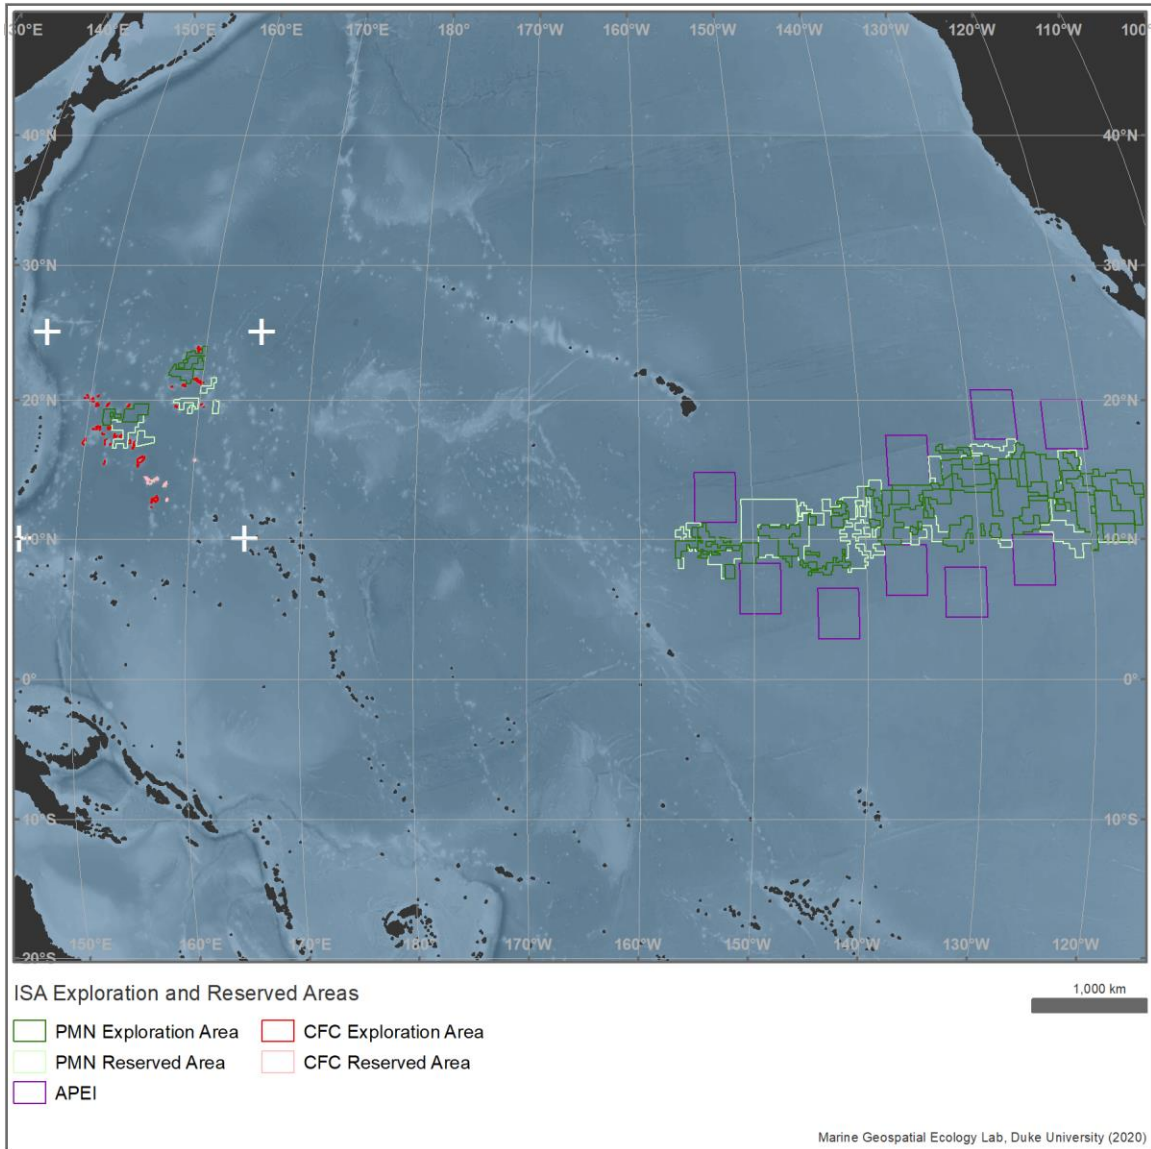 130°E 140°E 150°E 160°E 170°W 160°W 150°W 140°W 130°W 120°W 110°W 100°
40°N 40°N
30°N 30°N
20°N 20°N
10°N 10°N
0° 0°
10°S 10°S
150°E 160°E 170°E 180° 170°W 160°W 150°W 140°W 130°W 120°W
20°S
ISA Exploration and Reserved Areas
1,000 km
PMN Exploration Area CFC Exploration Area
PMN Reserved Area CFC Reserved Area
APEI
Marine Geospatial Ecology Lab, Duke University (2020)